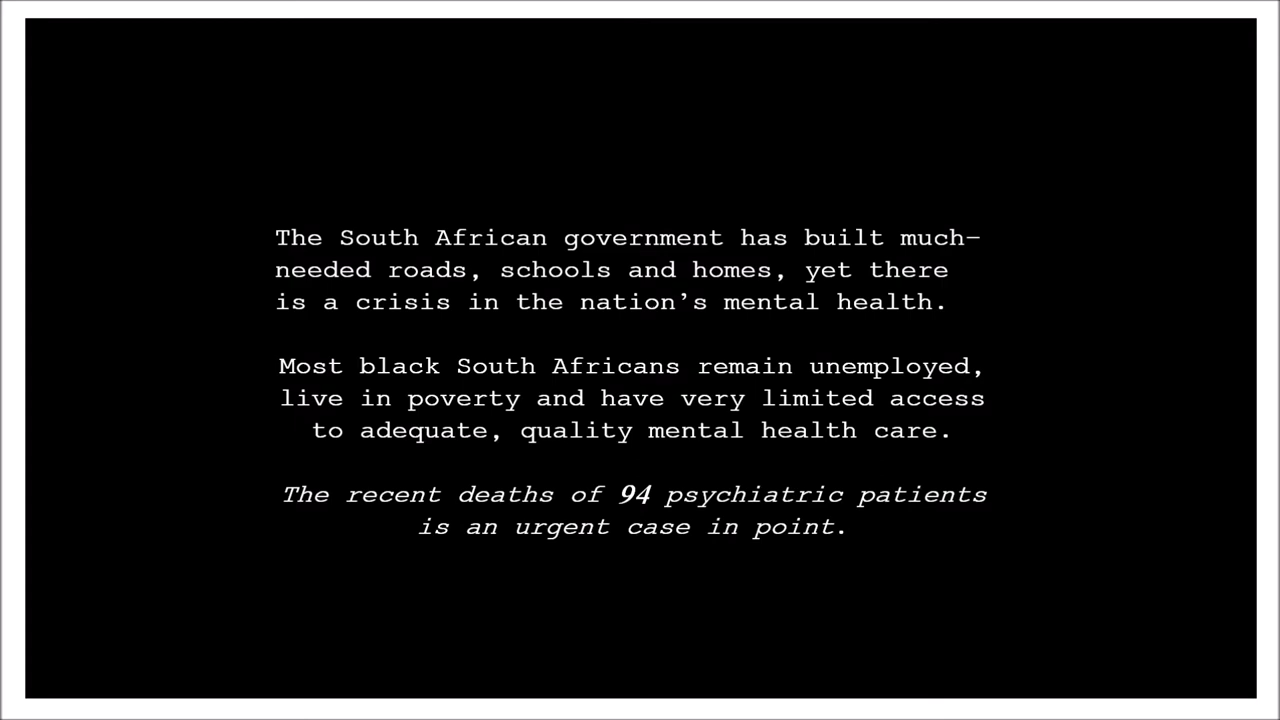 The South African government has built much-
needed roads, schools and homes, yet there
is a crisis in the nation’s mental health.
Most black South Africans remain unemployed,
live in poverty and have very limited access
to adequate, quality mental health care.
The recent deaths of 94 psychiatric patients
is an urgent case in point.